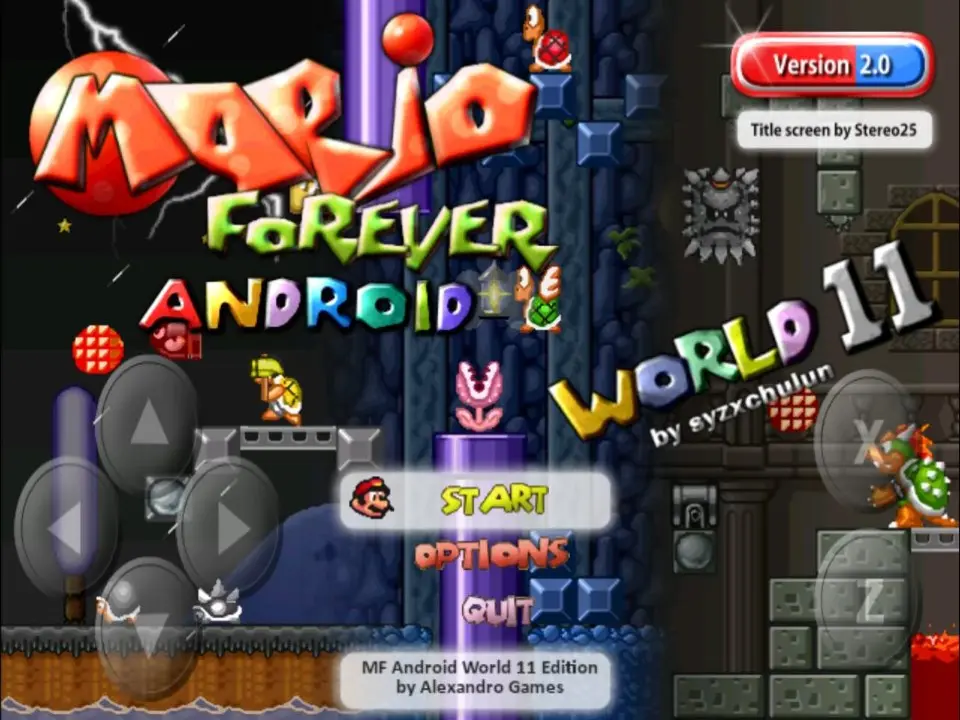 MARIO
FOREVER
ANDROID
Version 2.0
Title screen by Stereo25
WORLD 11
by syzxchulun
X
START
OPTIONS
QUIT
Z
MF Android World 11 Edition
by Alexandro Games